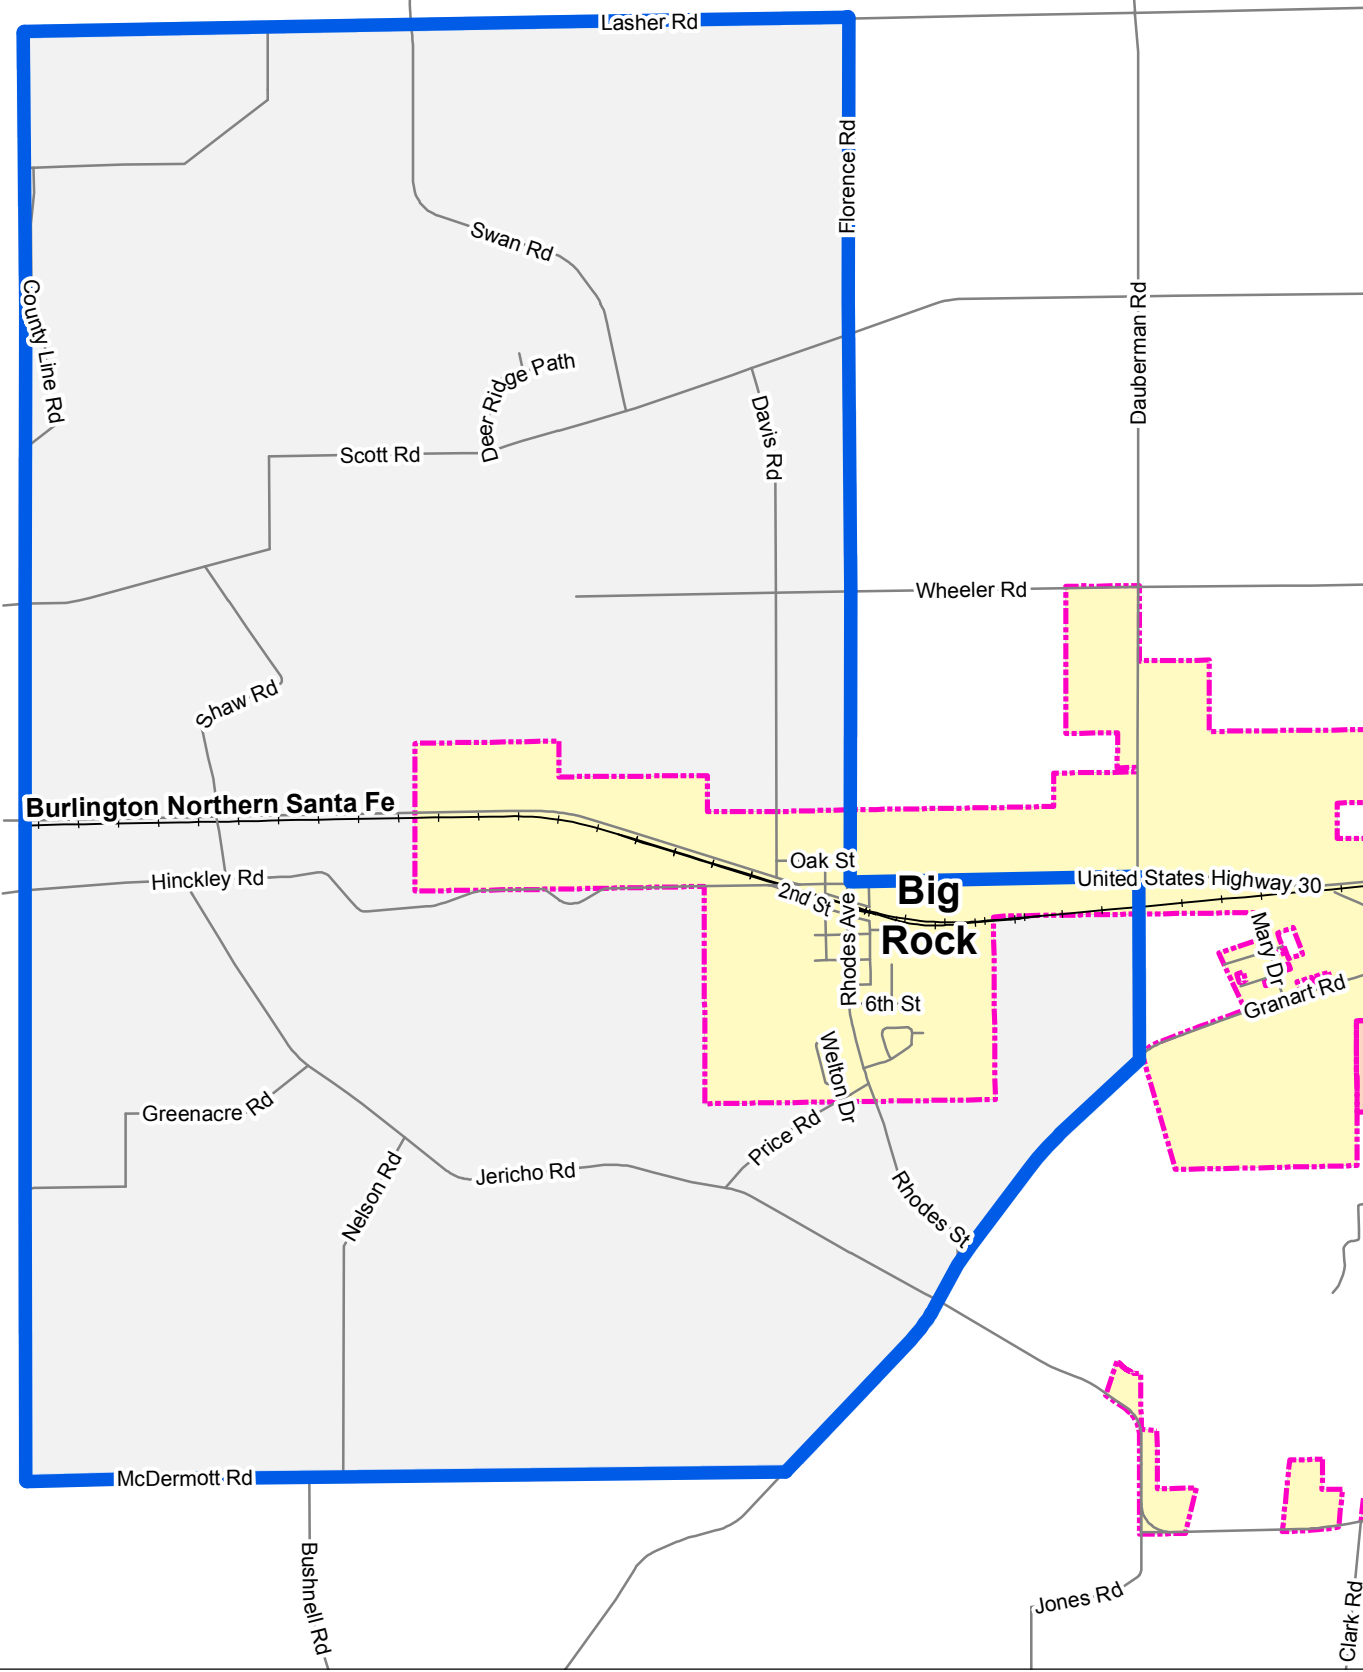 Lasher Rd
Florence Rd
Swan Rd
County Line Rd
Dauberman Rd
Deer Ridge Path
Davis Rd
Scott Rd
Wheeler Rd
Shaw Rd
Burlington Northern Santa Fe
Oak St
Hinckley Rd
United States Highway 30
2nd St
Big
Rock
Rhodes Ave
Mary Dr
Granart Rd
6th St
Welton Dr
Greenacre Rd
Price Rd
Jericho Rd
Nelson Rd
Rhodes St
McDermott Rd
Bushnell Rd
Jones Rd
Clark Rd